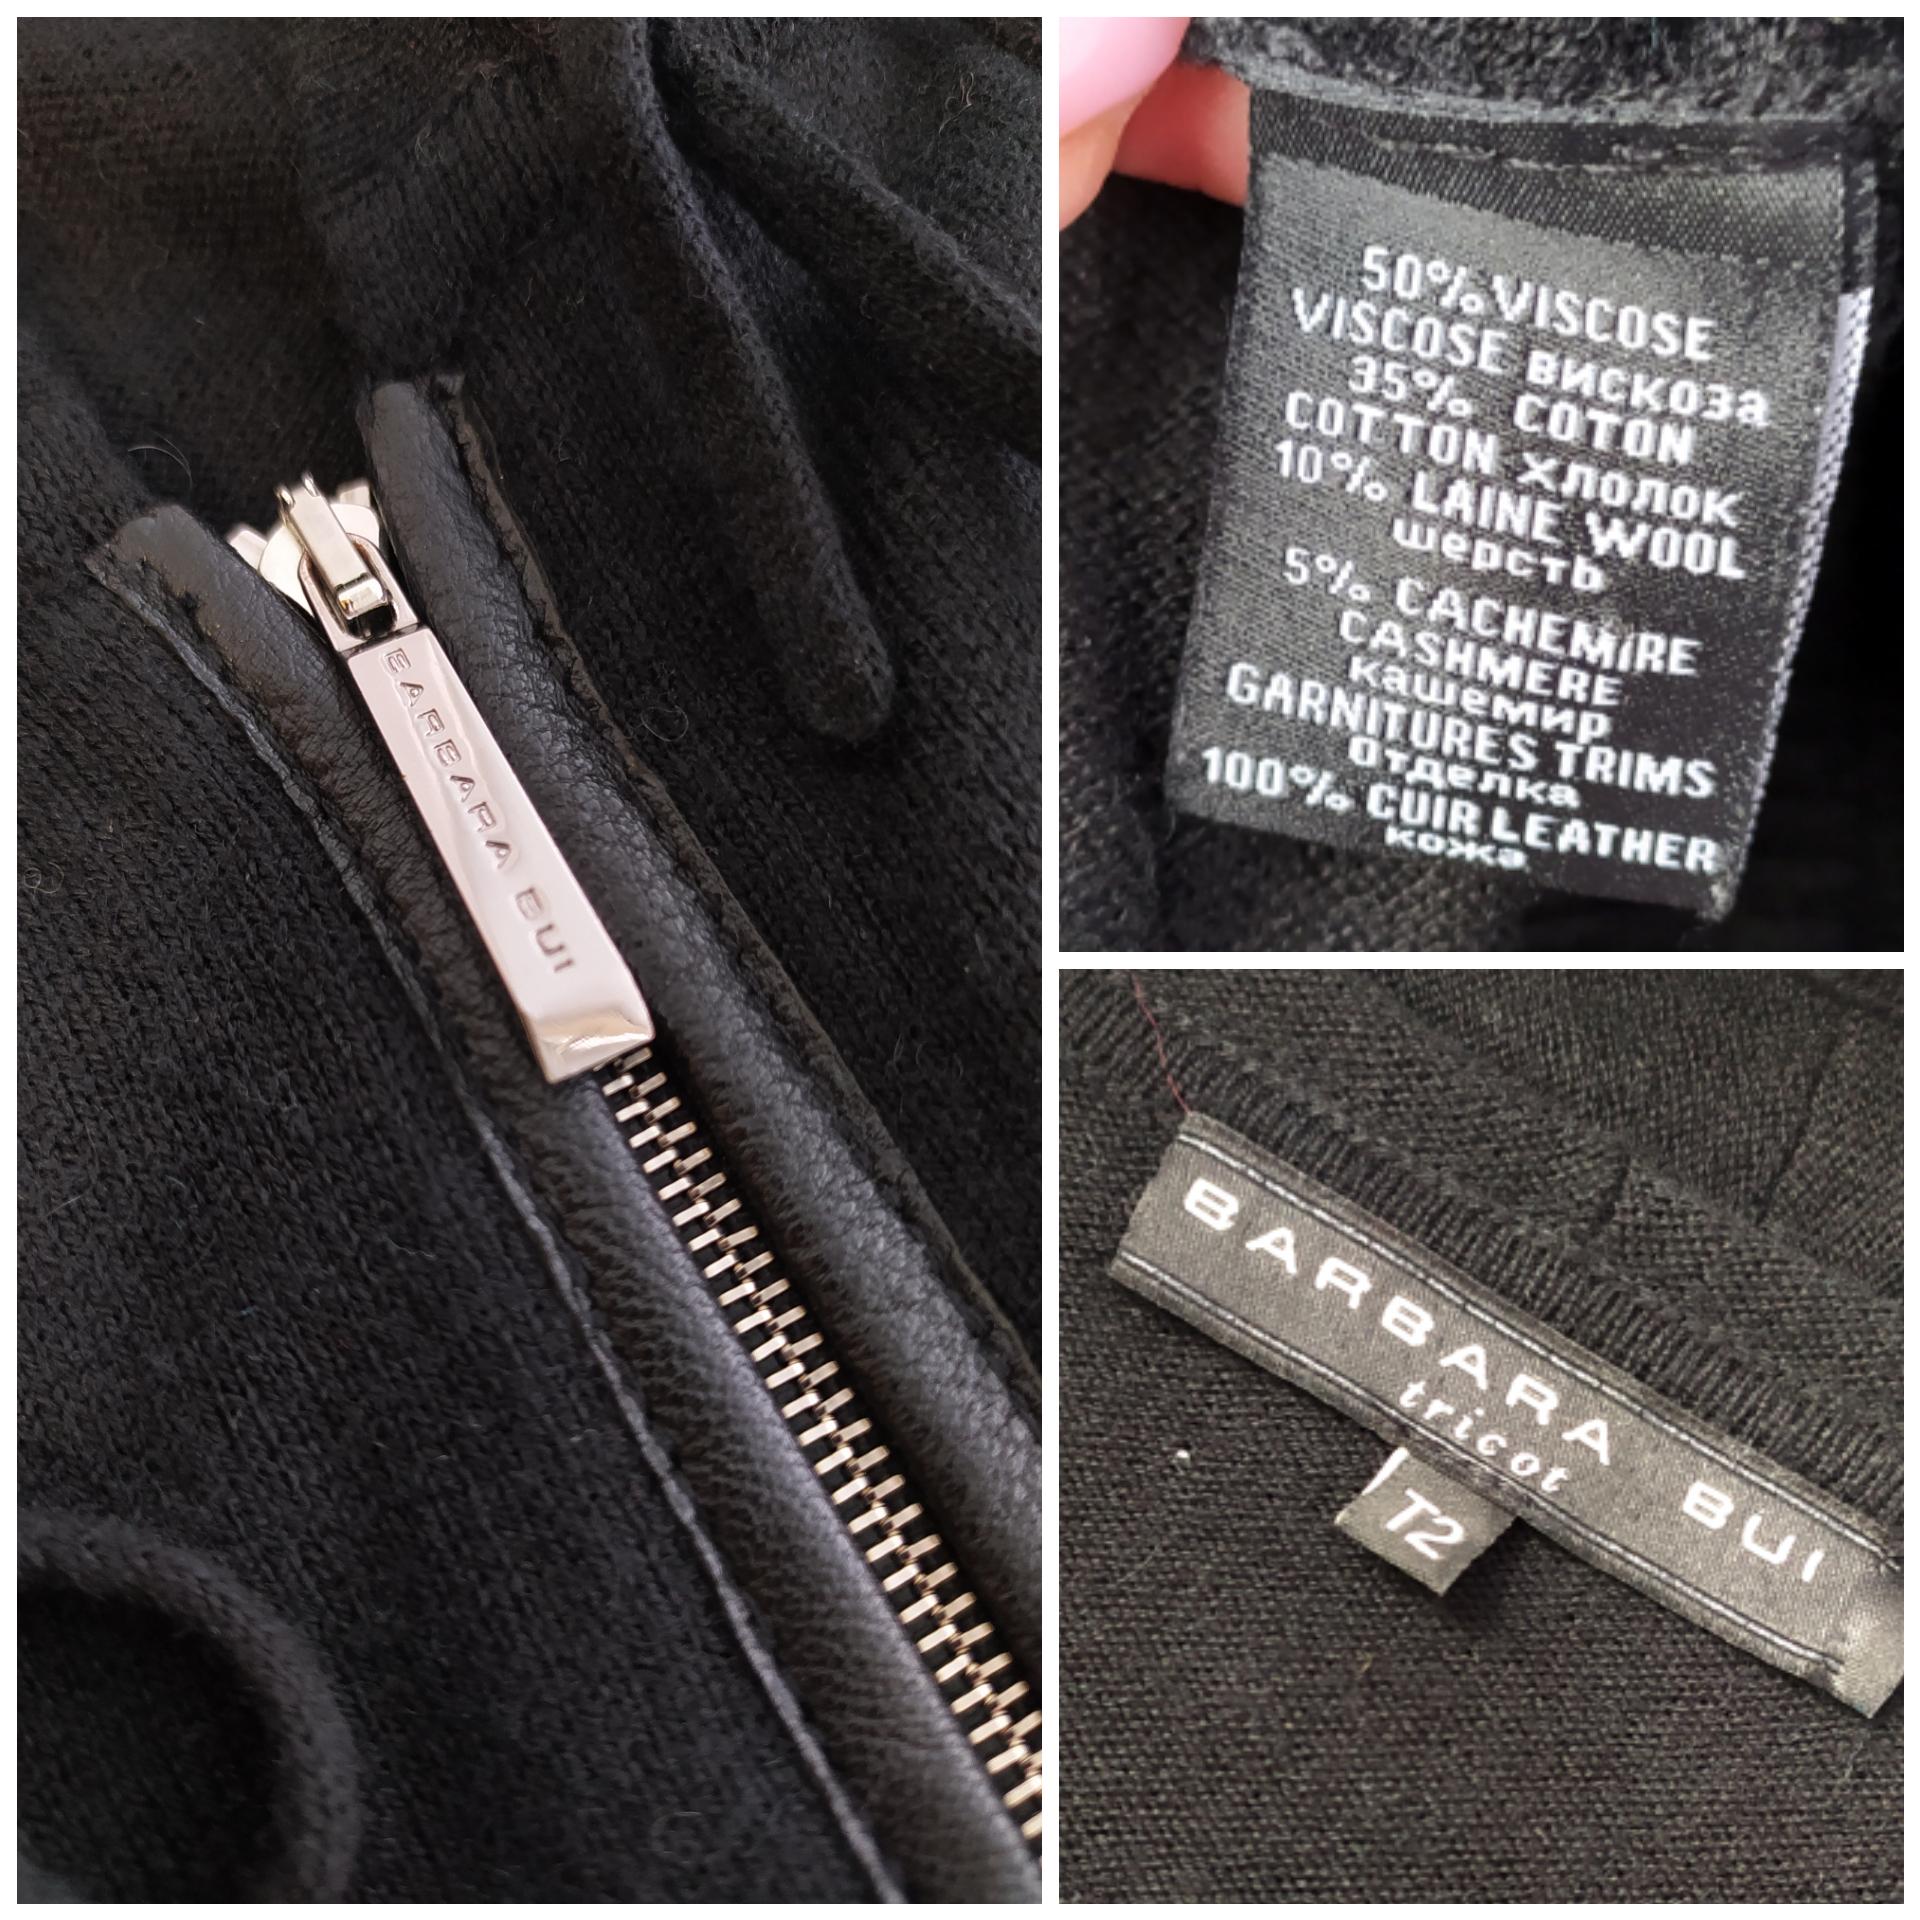 BARBARA BUI
50% VISCOSE
VISCOSE вискоза
35% COTON
COTTON хлопок
10% LAINE WOOL
шерсть
5% CACHEMIRE
CASHMERE
кашемир
GARNITURES TRIMS
отделка
100% CUIR LEATHER
кожа
BARBARA BUI
tricot
T2